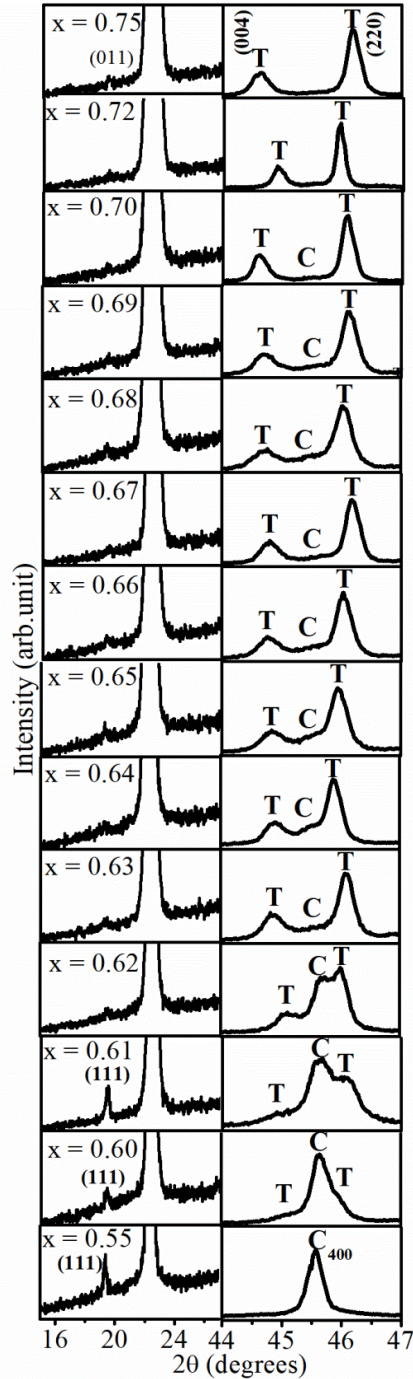 x = 0.75
(011)
(004)
T
T
(220)
x = 0.72
T
T
x = 0.70
T
C
T
x = 0.69
T
C
T
x = 0.68
T
C
T
x = 0.67
T
C
T
x = 0.66
T
C
T
x = 0.65
T
C
T
x = 0.64
T
C
T
x = 0.63
T
C
T
x = 0.62
T
C
T
x = 0.61
(111)
T
C
T
x = 0.60
(111)
T
C
T
x = 0.55
(111)
C400
Intensity (arb.unit)
16 20 24 44 45 46 47
2θ (degrees)